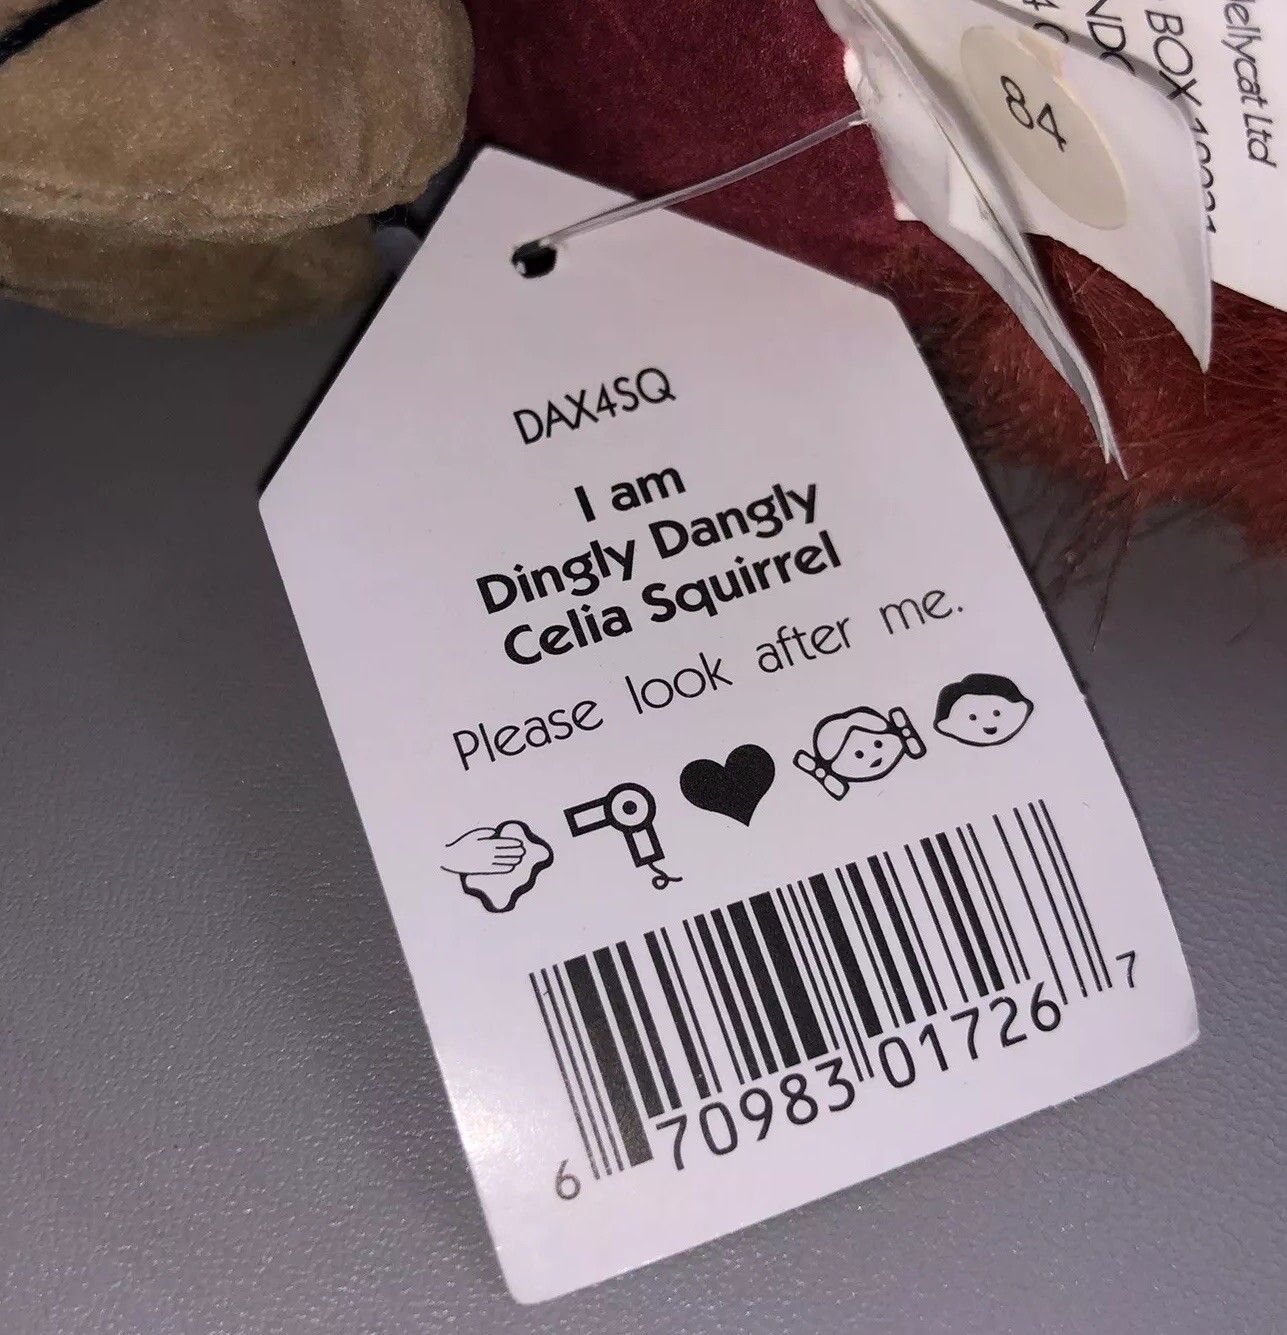 DAX4SQ
I am
Dingly Dangly
Celia Squirrel
Please look after me.
6 70983 01726 7
84
BOX
Jellycat Ltd